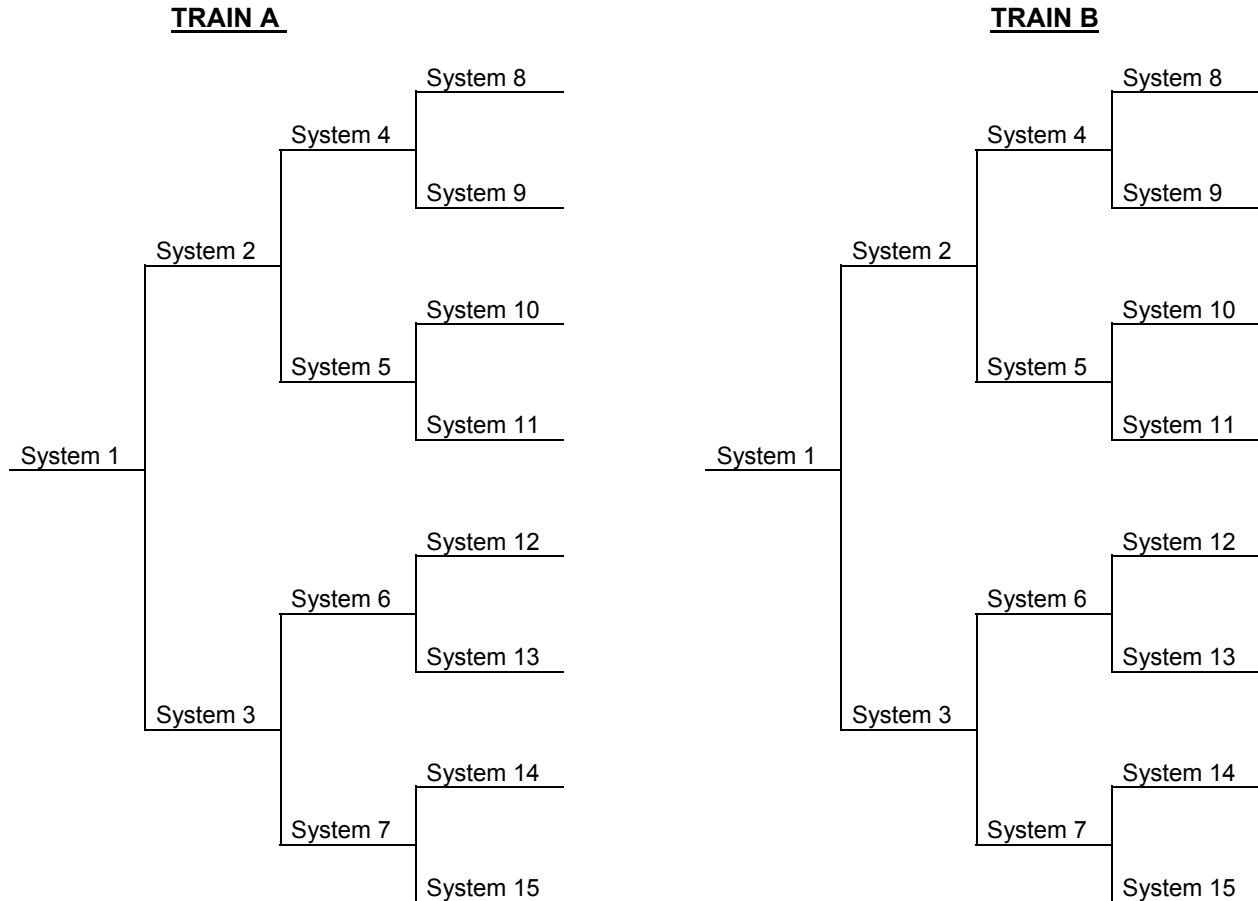 TRAIN A
TRAIN B
System 8
System 8
System 4
System 4
System 9
System 9
System 2
System 2
System 10
System 10
System 5
System 5
System 11
System 11
System 1
System 1
System 12
System 12
System 6
System 6
System 13
System 13
System 3
System 3
System 14
System 14
System 7
System 7
System 15
System 15